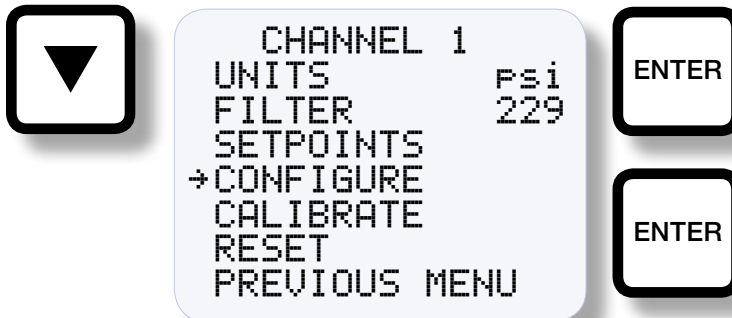 CHANNEL 1
UNITS psi
FILTER 229
SETPOINTS
→CONFIGURE
CALIBRATE
RESET
PREVIOUS MENU
ENTER
ENTER